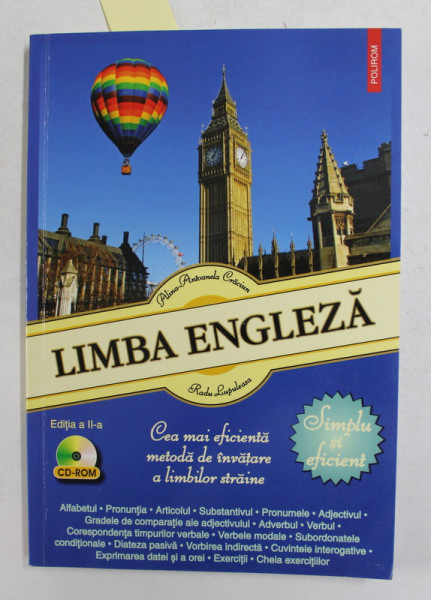 POLIROM
Alina-Antoanela Crăciun
LIMBA ENGLEZĂ
Radu Lupuleasa
Ediția a II-a
CD-ROM
Cea mai eficientă
metodă de învățare
a limbilor străine
Simplu
și
eficient
Alfabetul • Pronunția • Articolul • Substantivul • Pronumele • Adjectivul •
Gradele de comparație ale adjectivului • Adverbul • Verbul •
Corespondența timpurilor verbale • Verbele modale • Subordonatele
condiționale • Diateza pasivă • Vorbirea indirectă • Cuvintele interogative •
Exprimarea datei și a orei • Exerciții • Cheia exercițiilor